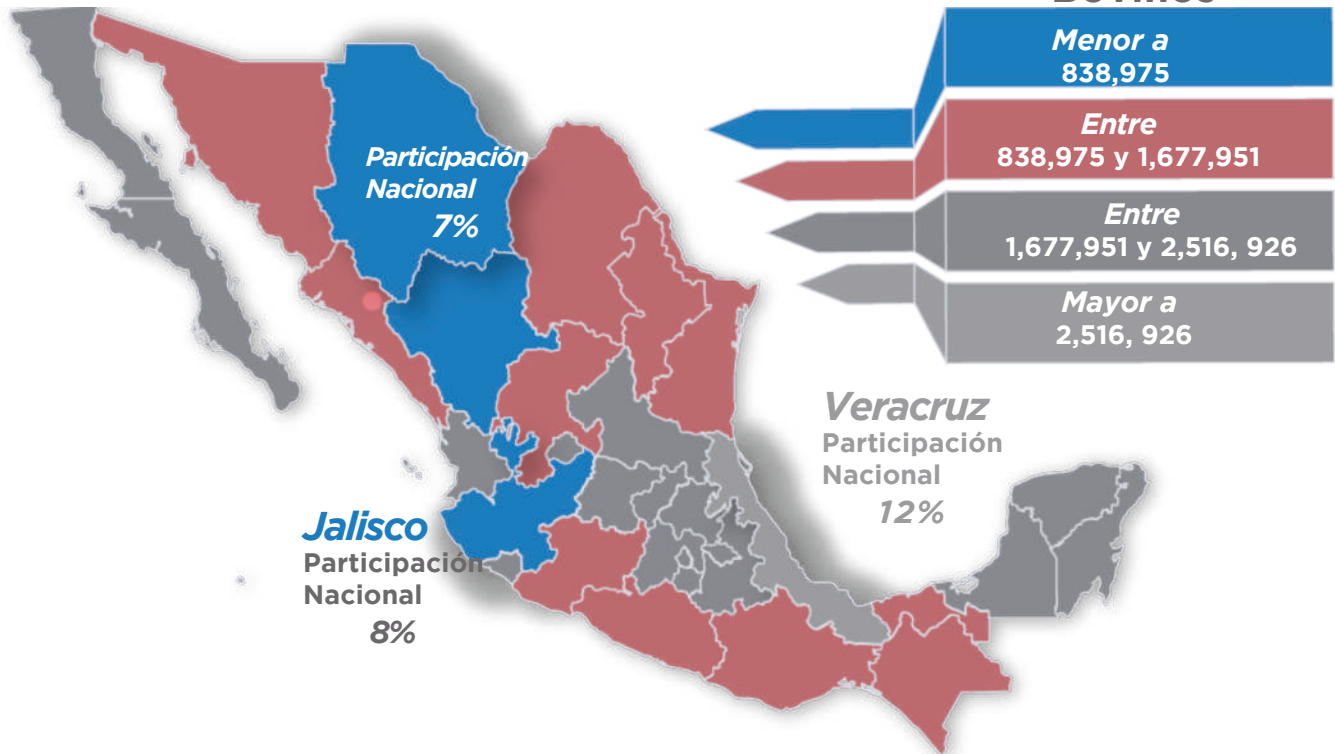 Menor a
838,975
Entre
838,975 y 1,677,951
Entre
1,677,951 y 2,516, 926
Mayor a
2,516, 926
Participación
Nacional
7%
Veracruz
Participación
Nacional
12%
Jalisco
Participación
Nacional
8%